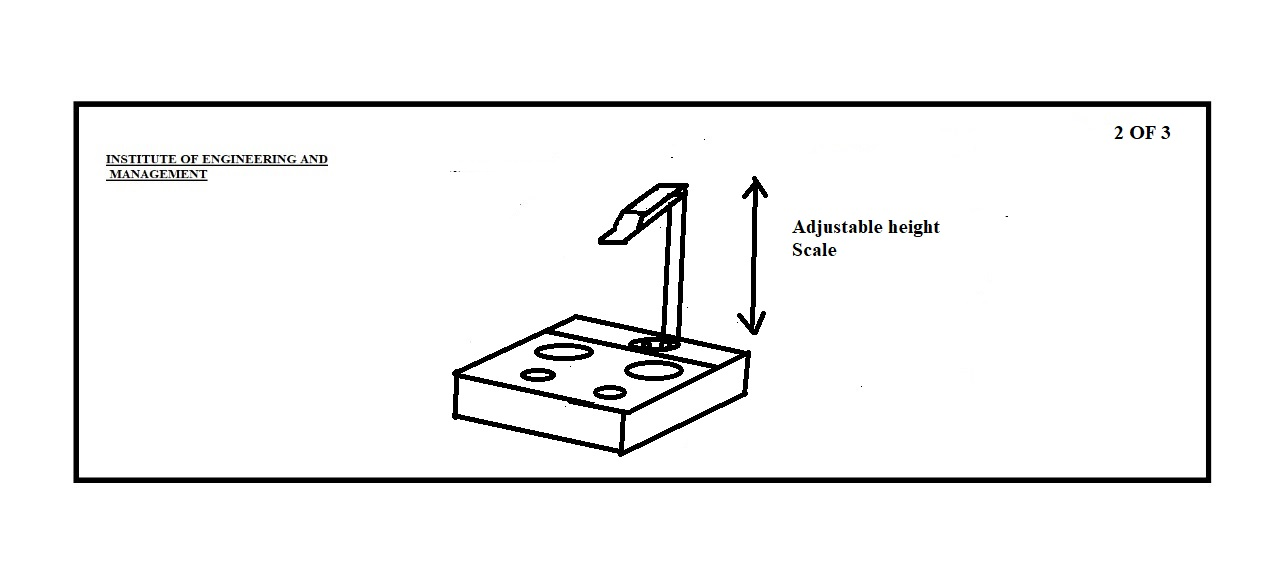 2 OF 3
INSTITUTE OF ENGINEERING AND
MANAGEMENT
Adjustable height
Scale